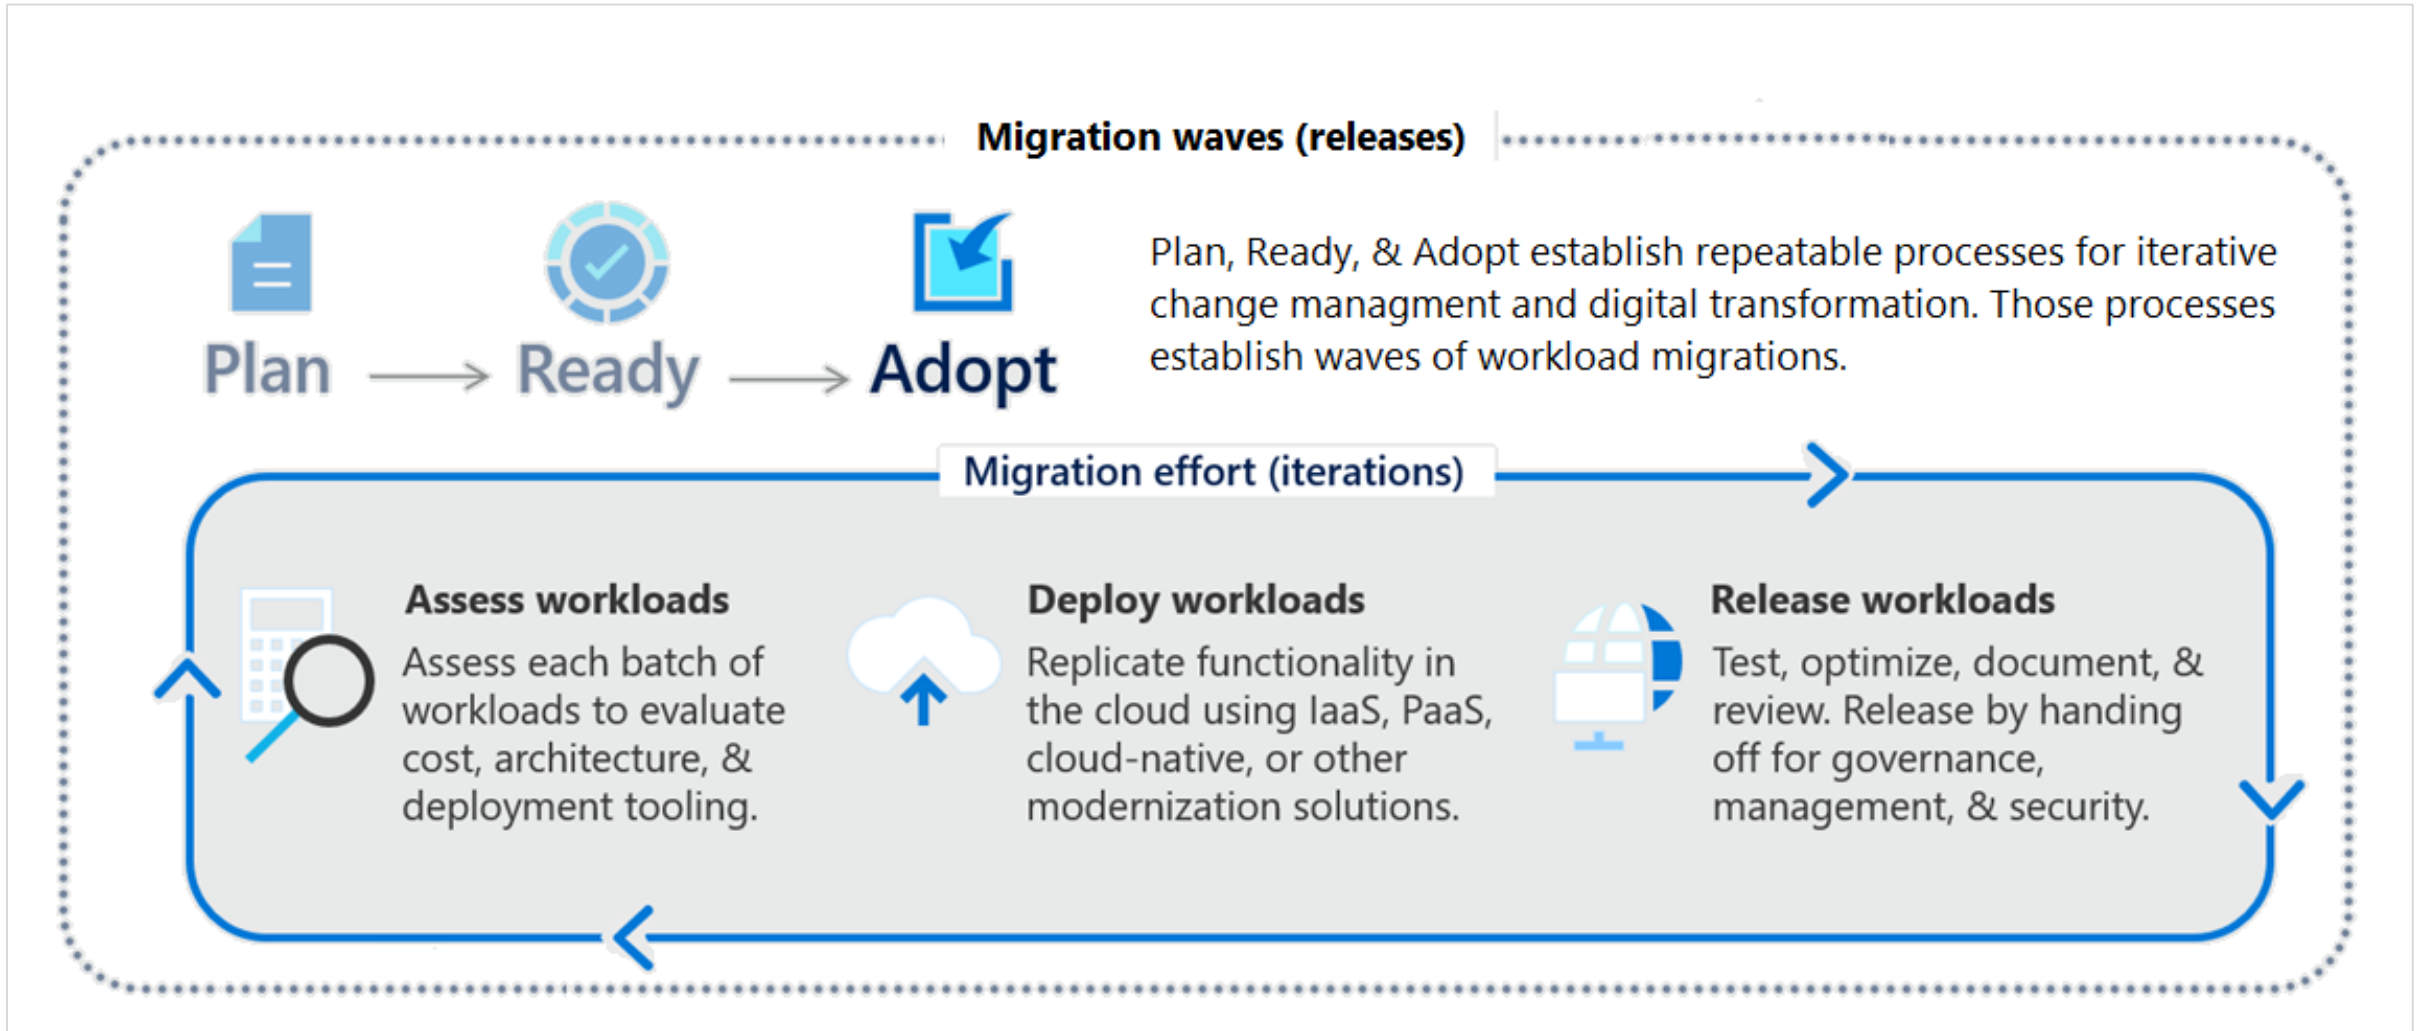 Migration waves (releases)
Plan
Ready
Adopt
Plan, Ready, & Adopt establish repeatable processes for iterative
change managment and digital transformation. Those processes
establish waves of workload migrations.
Migration effort (iterations)
Assess workloads
Assess each batch of
workloads to evaluate
cost, architecture, &
deployment tooling.
Deploy workloads
Replicate functionality in
the cloud using IaaS, PaaS,
cloud-native, or other
modernization solutions.
Release workloads
Test, optimize, document, &
review. Release by handing
off for governance,
management, & security.